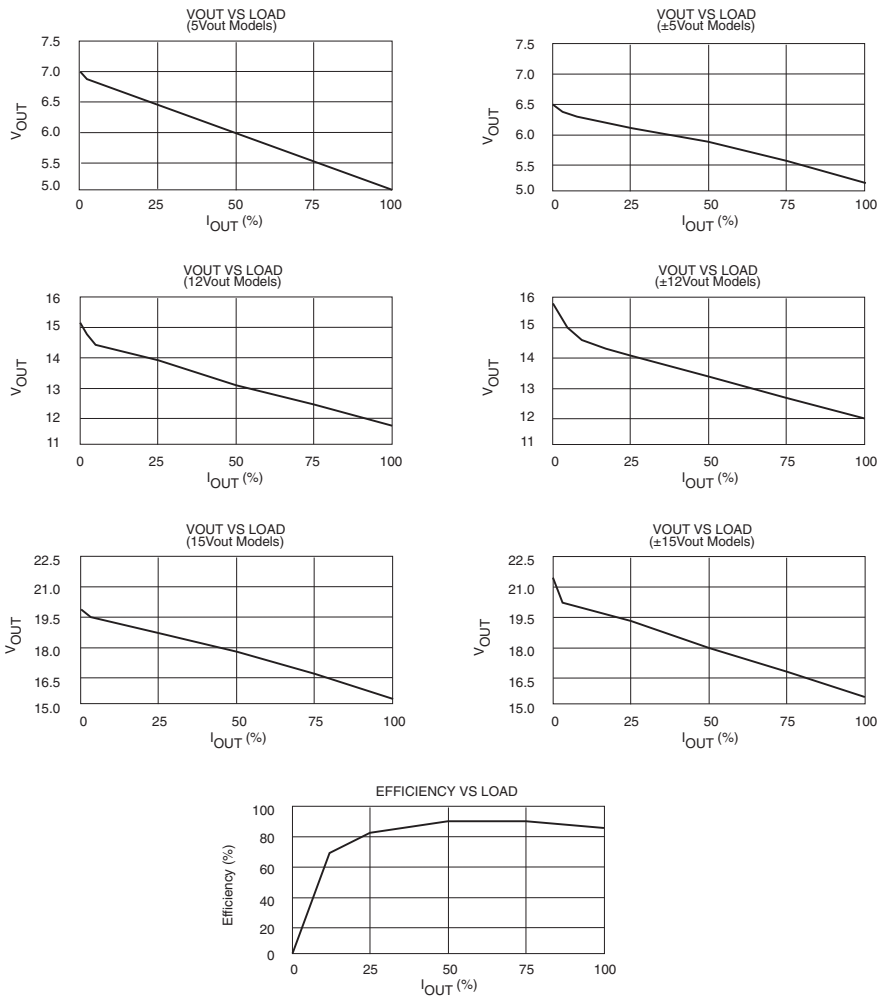 VOUT VS LOAD
(5Vout Models)
7.5
7.0
6.5
6.0
5.5
5.0
VOUT
0 25 50 75 100
IOUT (%)
VOUT VS LOAD
(±5Vout Models)
7.5
7.0
6.5
6.0
5.5
5.0
VOUT
0 25 50 75 100
IOUT (%)
VOUT VS LOAD
(12Vout Models)
16
15
14
13
12
11
VOUT
0 25 50 75 100
IOUT (%)
VOUT VS LOAD
(±12Vout Models)
16
15
14
13
12
11
VOUT
0 25 50 75 100
IOUT (%)
VOUT VS LOAD
(15Vout Models)
22.5
21.0
19.5
18.0
16.5
15.0
VOUT
0 25 50 75 100
IOUT (%)
VOUT VS LOAD
(±15Vout Models)
22.5
21.0
19.5
18.0
16.5
15.0
VOUT
0 25 50 75 100
IOUT (%)
EFFICIENCY VS LOAD
100
80
60
40
20
0
Efficiency (%)
0 25 50 75 100
IOUT (%)